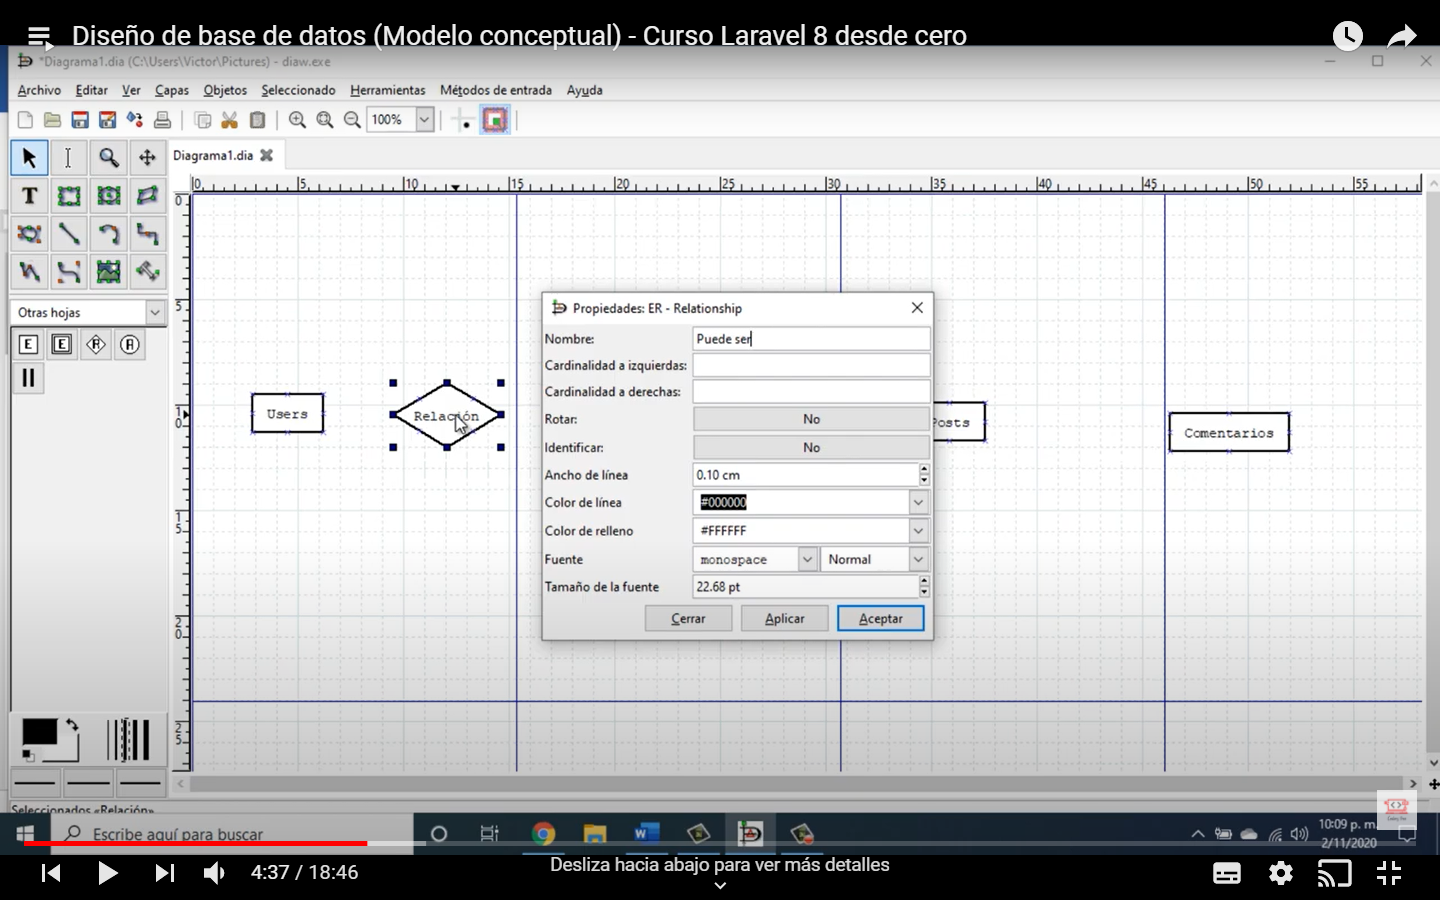 Diseño de base de datos (Modelo conceptual) - Curso Laravel 8 desde cero
*Diagrama1.dia (C:\Users\Victor\Pictures) - diaw.exe
Archivo Editar Ver Capas Objetos Seleccionado Herramientas Métodos de entrada Ayuda
100%
Diagrama1.dia
0 5 10 15 20 25 30 35 40 45 50 55
T
0
5
10
15
20
25
Otras hojas
E E R A
Propiedades: ER - Relationship
Nombre: Puede ser
Cardinalidad a izquierdas:
Cardinalidad a derechas:
Rotar: No
Identificar: No
Ancho de línea 0.10 cm
Color de línea #000000
Color de relleno #FFFFFF
Fuente monospace Normal
Tamaño de la fuente 22.68 pt
Cerrar Aplicar Aceptar
Users
Relación
Posts
Comentarios
Seleccionados «Relación»
Escribe aquí para buscar
10:09 p. m.
2/11/2020
4:37 / 18:46
Desliza hacia abajo para ver más detalles